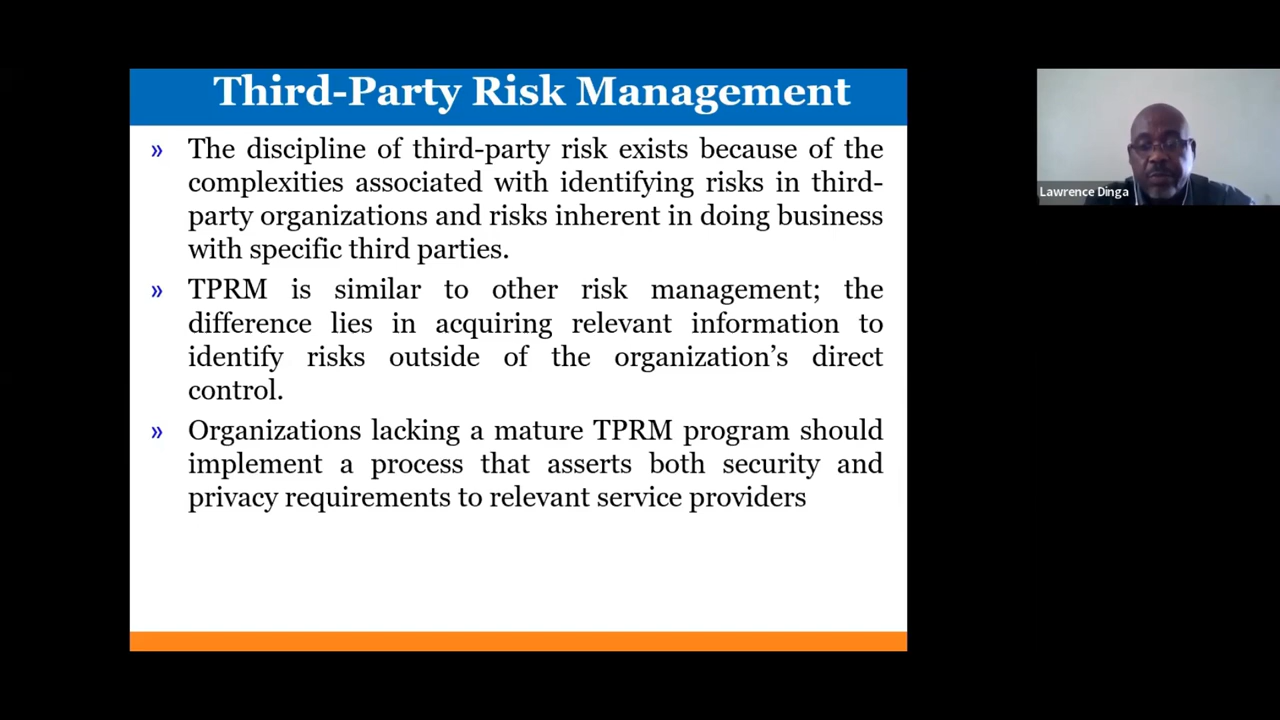 Third-Party Risk Management
» The discipline of third-party risk exists because of the
complexities associated with identifying risks in third-
party organizations and risks inherent in doing business
with specific third parties.
» TPRM is similar to other risk management; the
difference lies in acquiring relevant information to
identify risks outside of the organization’s direct
control.
» Organizations lacking a mature TPRM program should
implement a process that asserts both security and
privacy requirements to relevant service providers
Lawrence Dinga